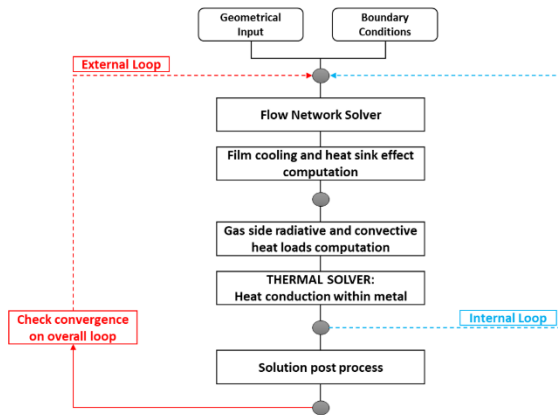 Geometrical
Input
Boundary
Conditions
External Loop
Flow Network Solver
Film cooling and heat sink effect
computation
Gas side radiative and convective
heat loads computation
THERMAL SOLVER:
Heat conduction within metal
Check convergence
on overall loop
Internal Loop
Solution post process